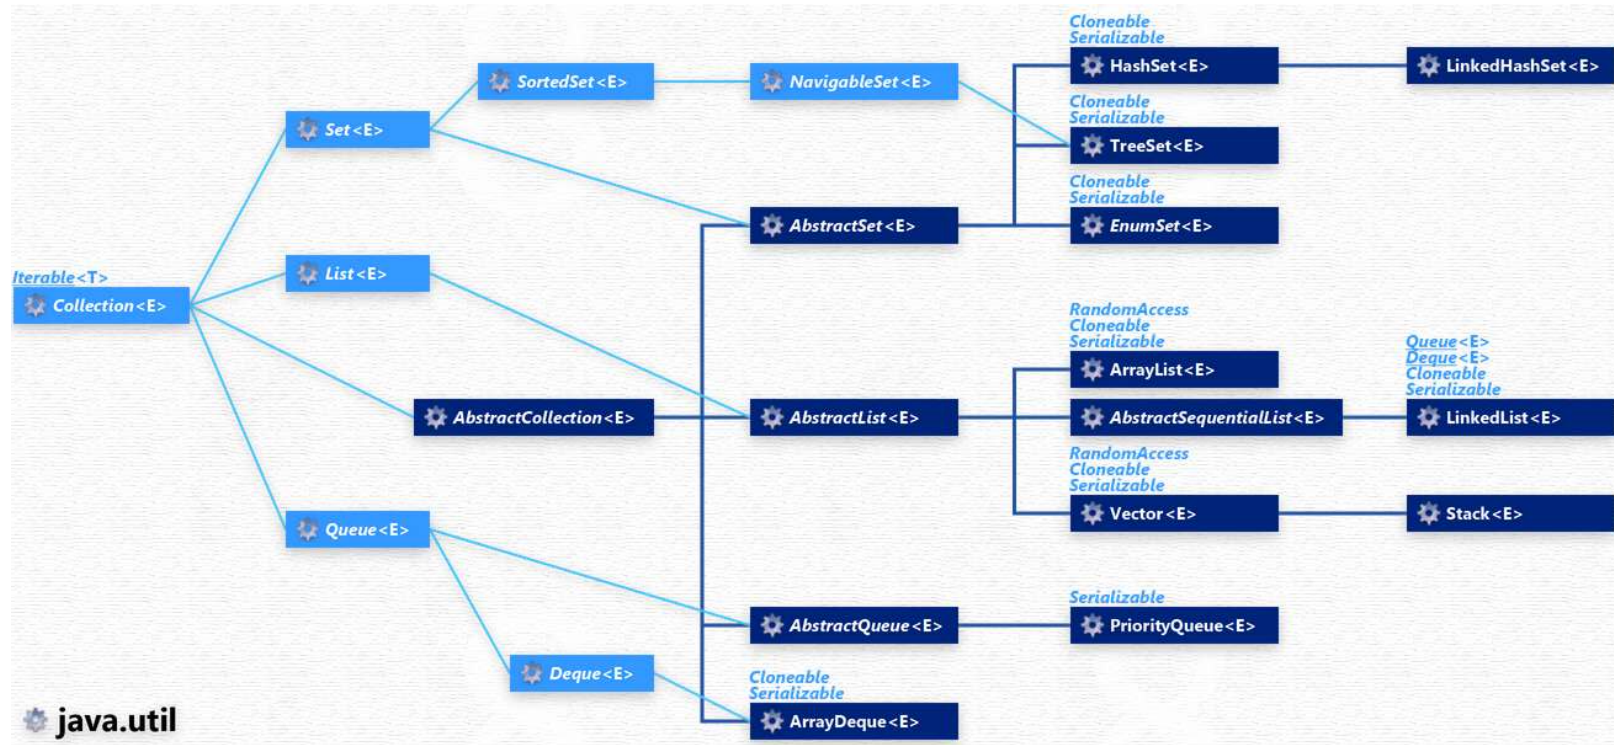 Cloneable
Serializable
HashSet<E>
LinkedHashSet<E>
SortedSet<E>
NavigableSet<E>
Cloneable
Serializable
Set<E>
TreeSet<E>
Cloneable
Serializable
AbstractSet<E>
EnumSet<E>
Iterable<T>
List<E>
Collection<E>
RandomAccess
Cloneable
Serializable
ArrayList<E>
Queue<E>
Deque<E>
Cloneable
Serializable
AbstractCollection<E>
AbstractList<E>
AbstractSequentialList<E>
LinkedList<E>
RandomAccess
Cloneable
Serializable
Vector<E>
Stack<E>
Queue<E>
Serializable
AbstractQueue<E>
PriorityQueue<E>
Deque<E>
Cloneable
Serializable
ArrayDeque<E>
java.util